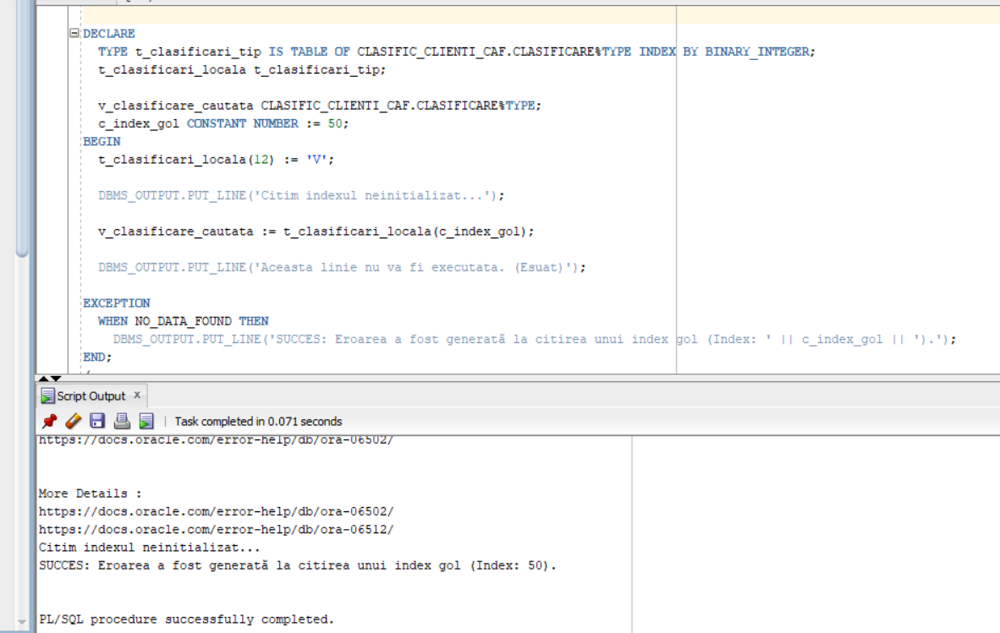 DECLARE
TYPE t_clasificari_tip IS TABLE OF CLASIFIC_CLIENTI_CAF.CLASIFICARE%TYPE INDEX BY BINARY_INTEGER;
t_clasificari_locala t_clasificari_tip;
v_clasificare_cautata CLASIFIC_CLIENTI_CAF.CLASIFICARE%TYPE;
c_index_gol CONSTANT NUMBER := 50;
BEGIN
t_clasificari_locala(12) := 'V';
DBMS_OUTPUT.PUT_LINE('Citim indexul neinitializat...');
v_clasificare_cautata := t_clasificari_locala(c_index_gol);
DBMS_OUTPUT.PUT_LINE('Aceasta linie nu va fi executata. (Esuat)');
EXCEPTION
WHEN NO_DATA_FOUND THEN
DBMS_OUTPUT.PUT_LINE('SUCCES: Eroarea a fost generată la citirea unui index gol (Index: ' || c_index_gol || ').');
END;
/
Script Output x
Task completed in 0.071 seconds
https://docs.oracle.com/error-help/db/ora-06502/
More Details :
https://docs.oracle.com/error-help/db/ora-06502/
https://docs.oracle.com/error-help/db/ora-06512/
Citim indexul neinitializat...
SUCCES: Eroarea a fost generată la citirea unui index gol (Index: 50).
PL/SQL procedure successfully completed.